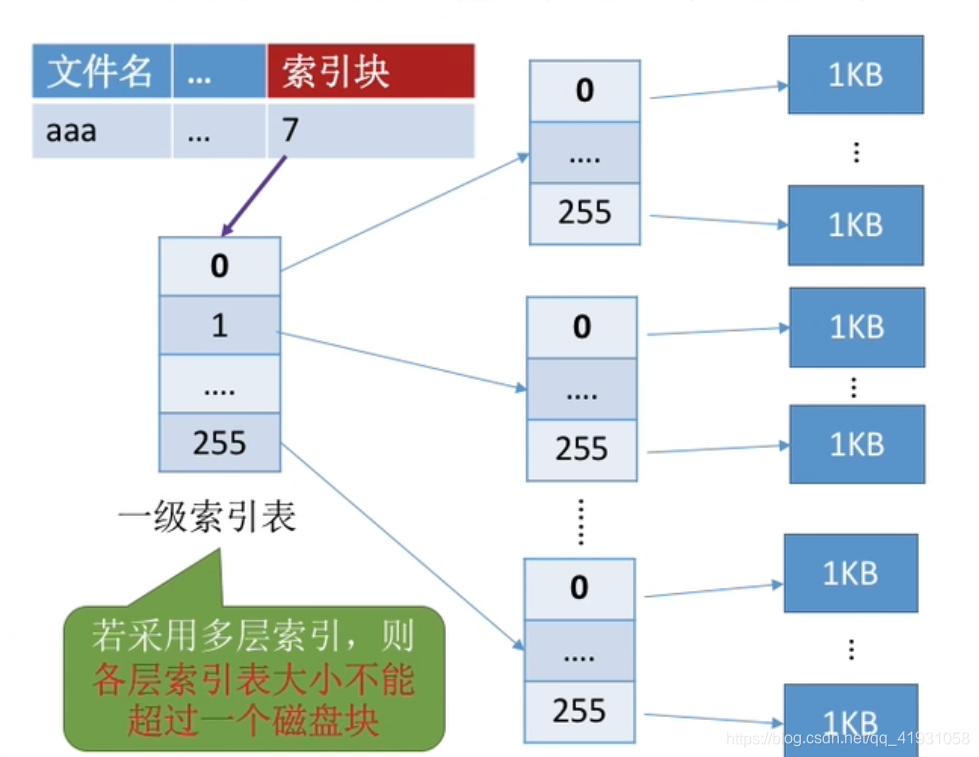 文件名 ... 索引块
aaa ... 7
0
1
....
255
一级索引表
若采用多层索引，则
各层索引表大小不能
超过一个磁盘块
0
....
255
1KB
1KB
0
....
255
1KB
1KB
0
....
255
1KB
1KB
https://blog.csdn.net/qq_41931058